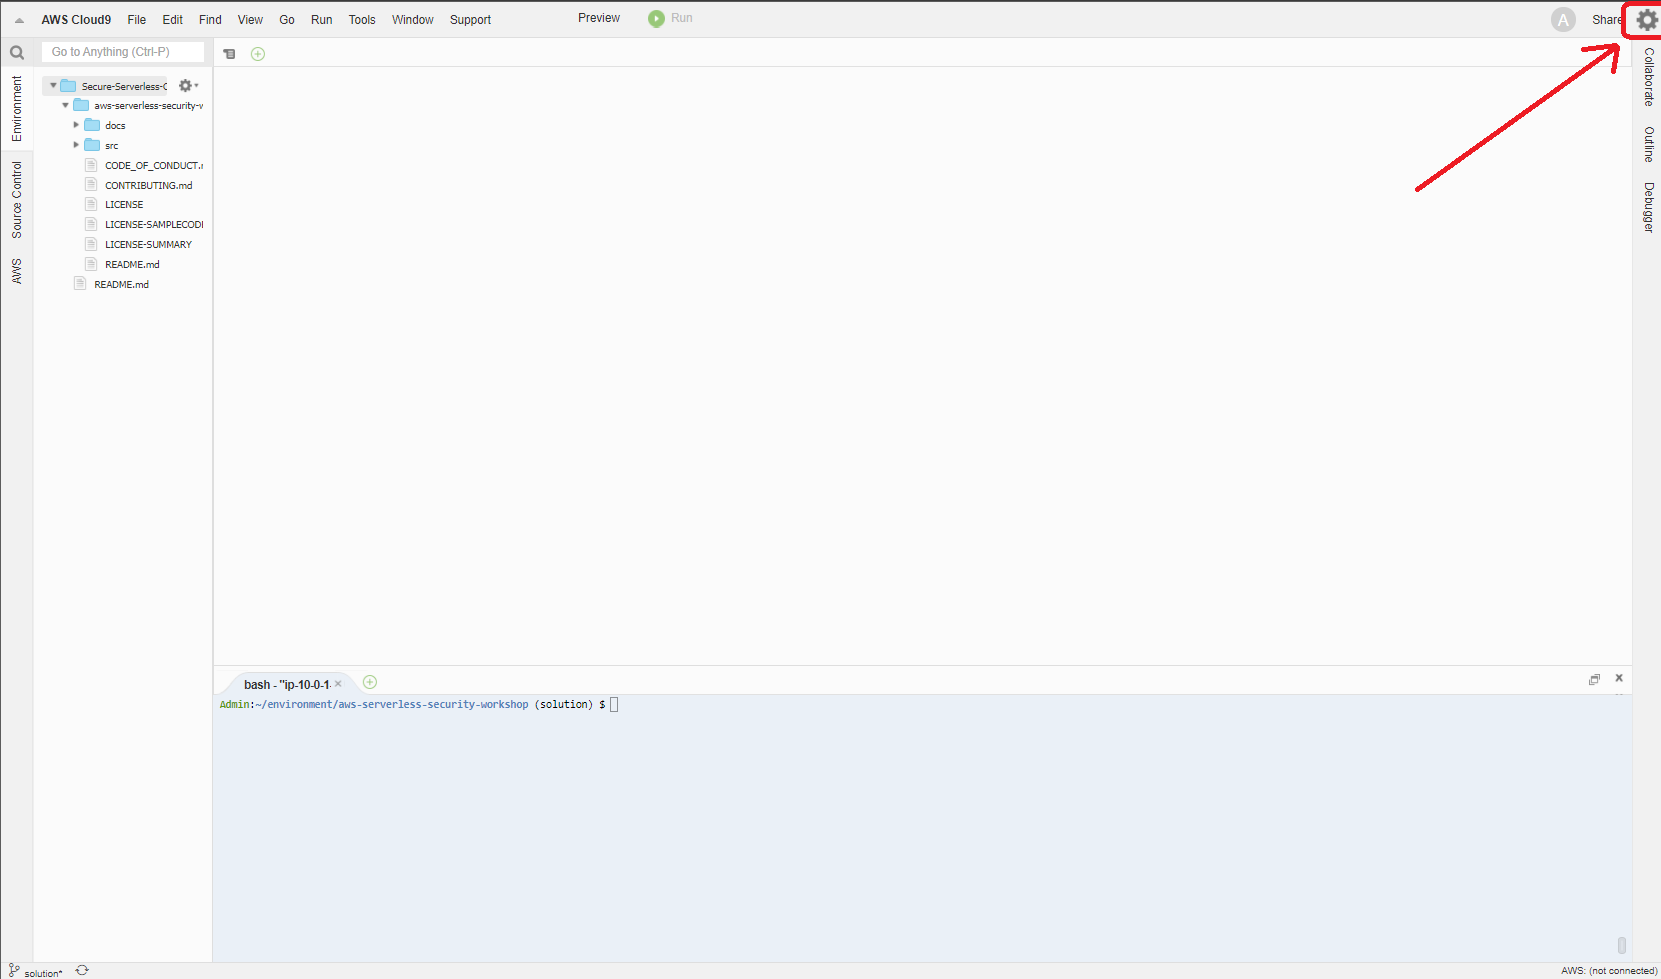 AWS Cloud9 File Edit Find View Go Run Tools Window Support Preview Run A Share
Go to Anything (Ctrl-P)
Environment
Source Control
AWS
Secure-Serverless-C
aws-serverless-security-w
docs
src
CODE_OF_CONDUCT.
CONTRIBUTING.md
LICENSE
LICENSE-SAMPLECODE
LICENSE-SUMMARY
README.md
README.md
Collaborate
Outline
Debugger
bash - "ip-10-0-1-
Admin:~/environment/aws-serverless-security-workshop (solution) $
solution*
AWS: (not connected)